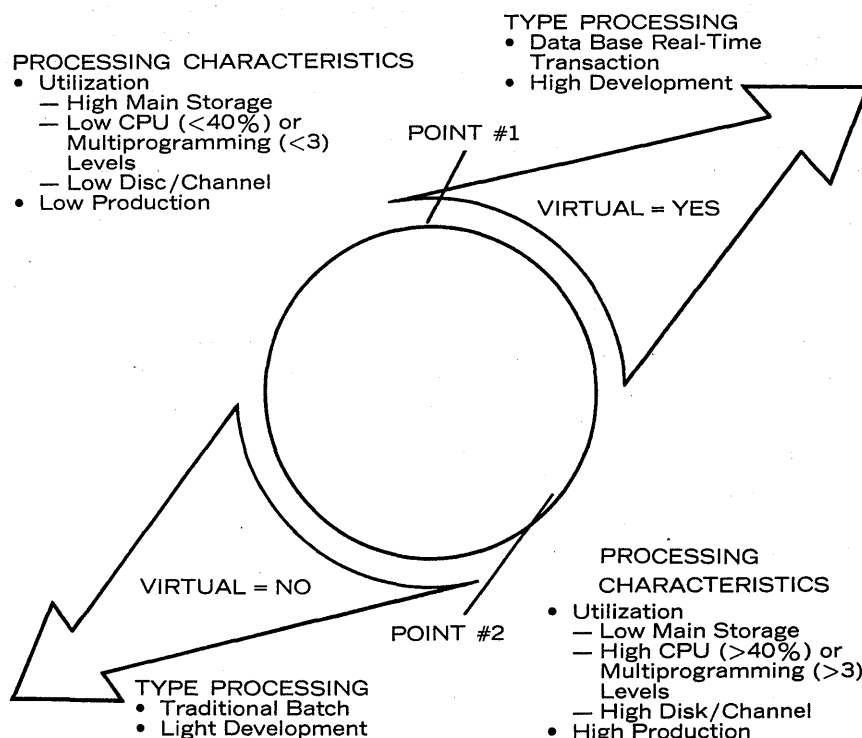 PROCESSING CHARACTERISTICS
• Utilization
— High Main Storage
— Low CPU (<40%) or
Multiprogramming (<3)
Levels
— Low Disc/Channel
• Low Production
TYPE PROCESSING
• Data Base Real-Time
Transaction
• High Development
POINT #1
VIRTUAL = YES
VIRTUAL = NO
POINT #2
TYPE PROCESSING
• Traditional Batch
• Light Development
PROCESSING
CHARACTERISTICS
• Utilization
— Low Main Storage
— High CPU (>40%) or
Multiprogramming (>3)
Levels
— High Disk/Channel
• High Production